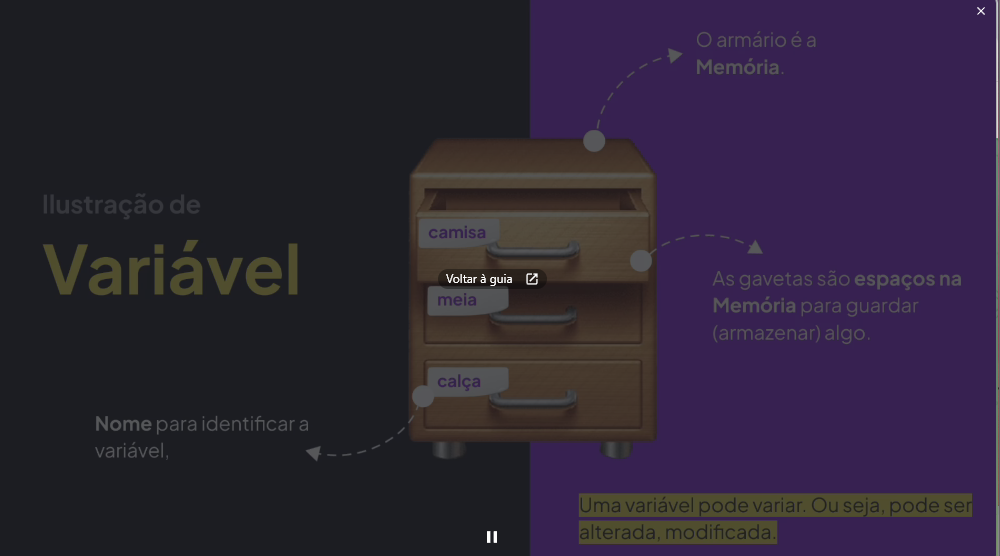 O armário é a
Memória.
Ilustração de
Variável
camisa
Voltar à guia
meia
calça
As gavetas são espaços na
Memória para guardar
(armazenar) algo.
Nome para identificar a
variável,
Uma variável pode variar. Ou seja, pode ser
alterada, modificada.